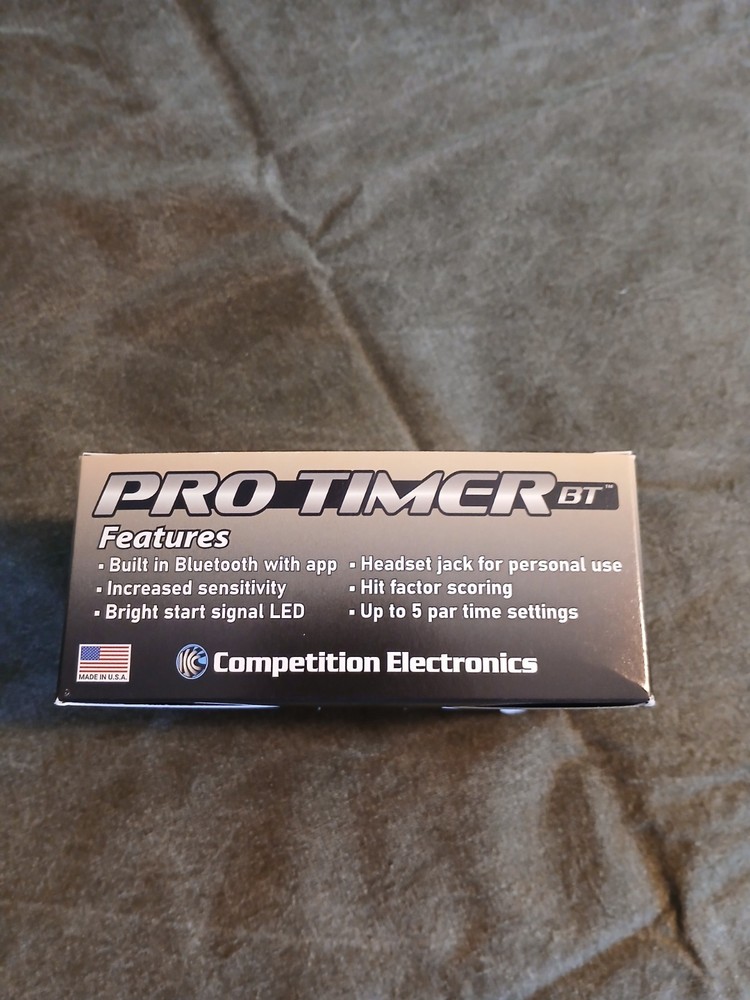 PRO TIMER BT™
Features
▪ Built in Bluetooth with app
▪ Increased sensitivity
▪ Bright start signal LED
▪ Headset jack for personal use
▪ Hit factor scoring
▪ Up to 5 par time settings
MADE IN U.S.A.
Competition Electronics